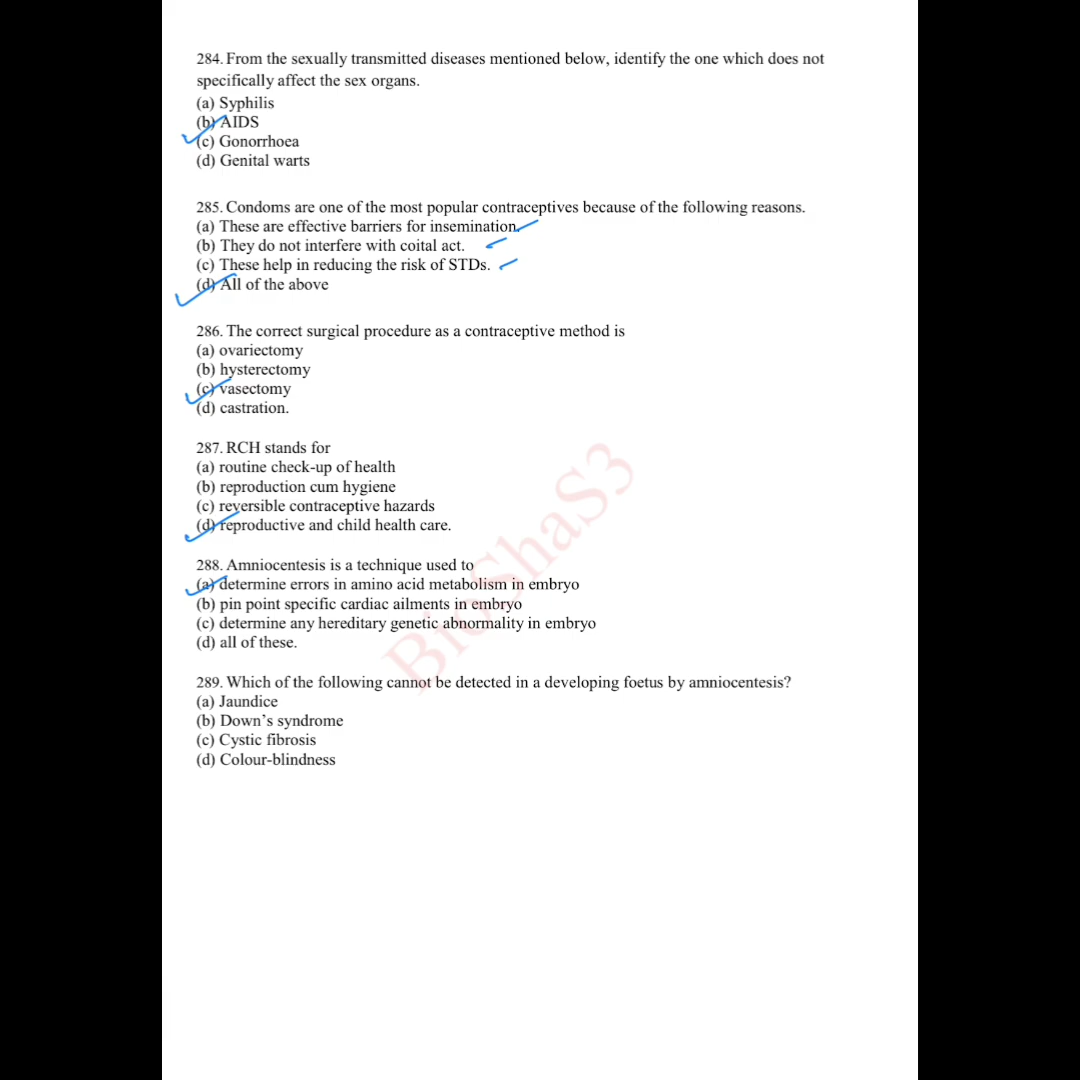 284. From the sexually transmitted diseases mentioned below, identify the one which does not
specifically affect the sex organs.
(a) Syphilis
(b) AIDS
(c) Gonorrhoea
(d) Genital warts
285. Condoms are one of the most popular contraceptives because of the following reasons.
(a) These are effective barriers for insemination.
(b) They do not interfere with coital act.
(c) These help in reducing the risk of STDs.
(d) All of the above
286. The correct surgical procedure as a contraceptive method is
(a) ovariectomy
(b) hysterectomy
(c) vasectomy
(d) castration.
287. RCH stands for
(a) routine check-up of health
(b) reproduction cum hygiene
(c) reversible contraceptive hazards
(d) reproductive and child health care.
288. Amniocentesis is a technique used to
(a) determine errors in amino acid metabolism in embryo
(b) pin point specific cardiac ailments in embryo
(c) determine any hereditary genetic abnormality in embryo
(d) all of these.
289. Which of the following cannot be detected in a developing foetus by amniocentesis?
(a) Jaundice
(b) Down’s syndrome
(c) Cystic fibrosis
(d) Colour-blindness
BioShaS3